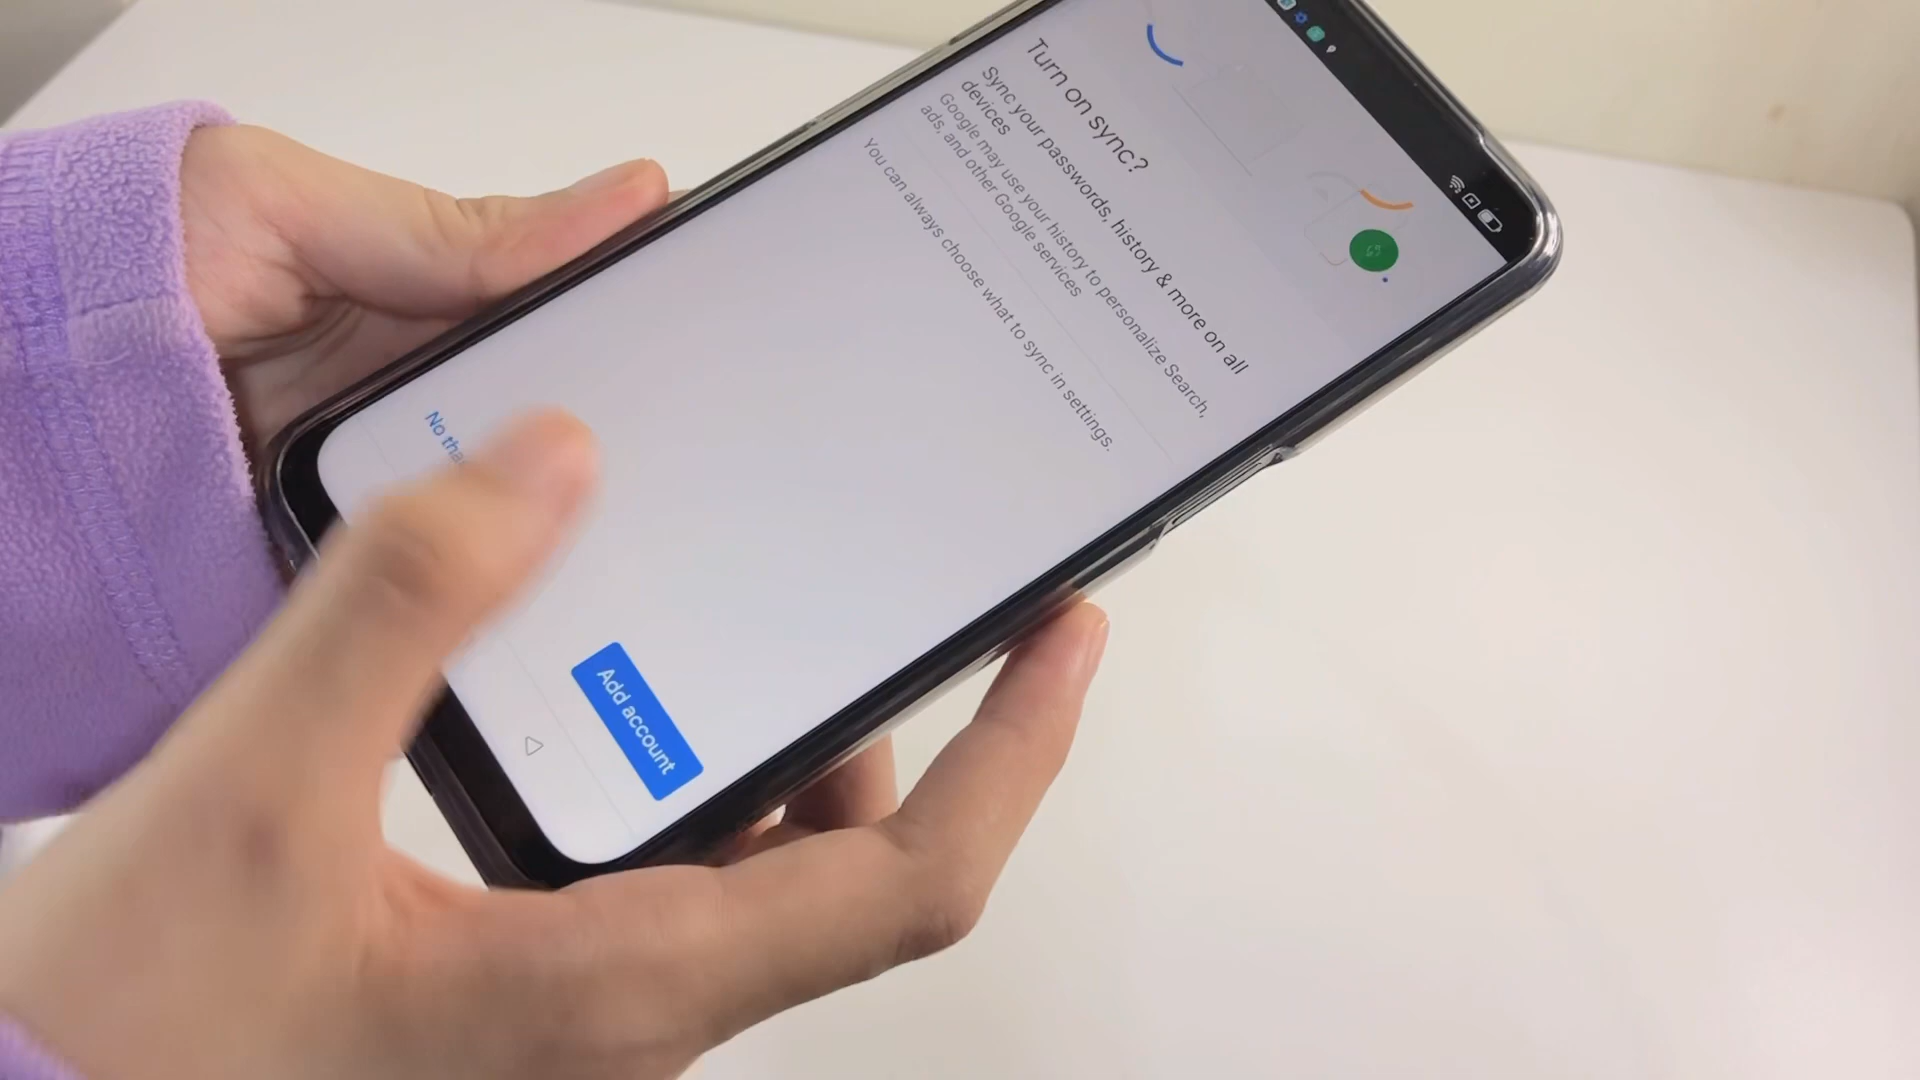 Turn on sync?
Sync your passwords, history & more on all
devices
Google may use your history to personalize Search,
ads, and other Google services
You can always choose what to sync in settings.
No
Add account